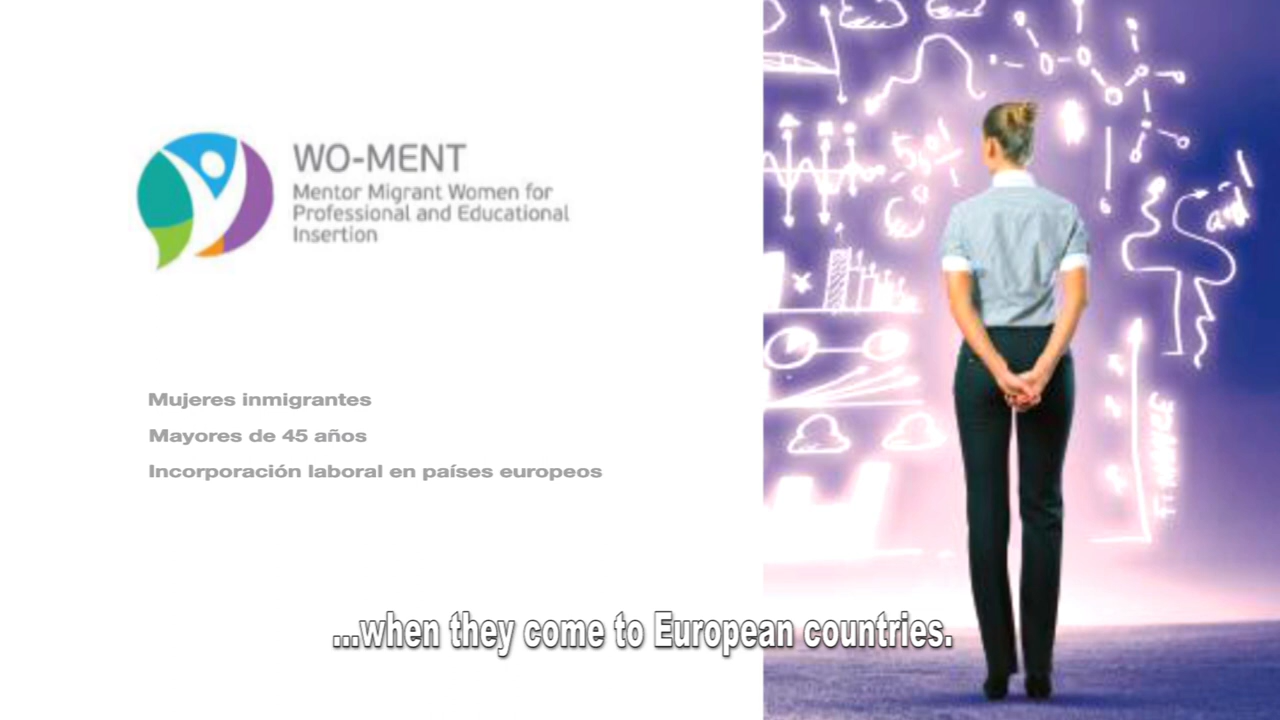 WO-MENT
Mentor Migrant Women for
Professional and Educational
Insertion
Mujeres inmigrantes
Mayores de 45 años
Incorporación laboral en países europeos
...when they come to European countries.